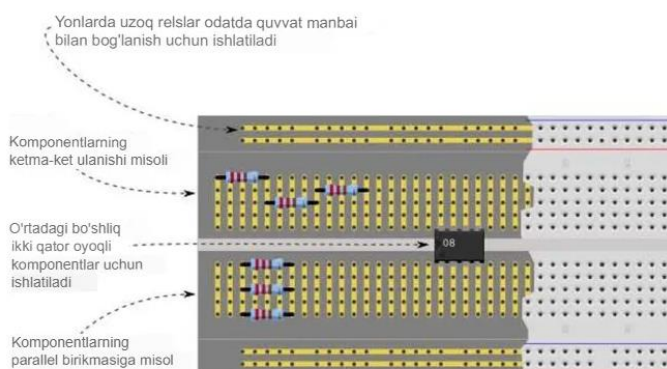 Yonlarda uzoq relslar odatda quvvat manbai
bilan bog'lanish uchun ishlatiladi
Komponentlarning
ketma-ket ulanishi misoli
O'rtadagi bo'shliq
ikki qator oyoqli
komponentlar uchun
ishlatiladi
08
Komponentlarning
parallel birikmasiga misol